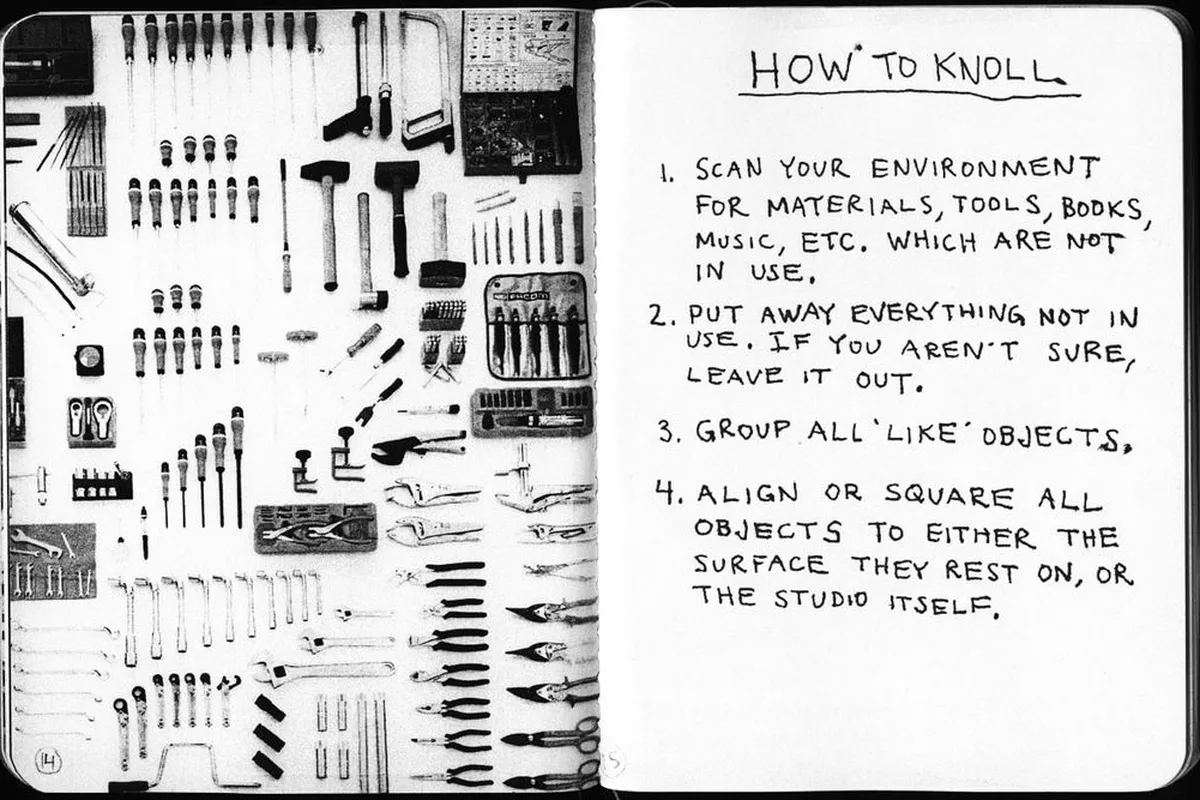 HOW TO KNOLL
1. SCAN YOUR ENVIRONMENT
FOR MATERIALS, TOOLS, BOOKS,
MUSIC, ETC. WHICH ARE NOT
IN USE.
2. PUT AWAY EVERYTHING NOT IN
USE. IF YOU AREN'T SURE,
LEAVE IT OUT.
3. GROUP ALL 'LIKE' OBJECTS.
4. ALIGN OR SQUARE ALL
OBJECTS TO EITHER THE
SURFACE THEY REST ON, OR
THE STUDIO ITSELF.
14
15